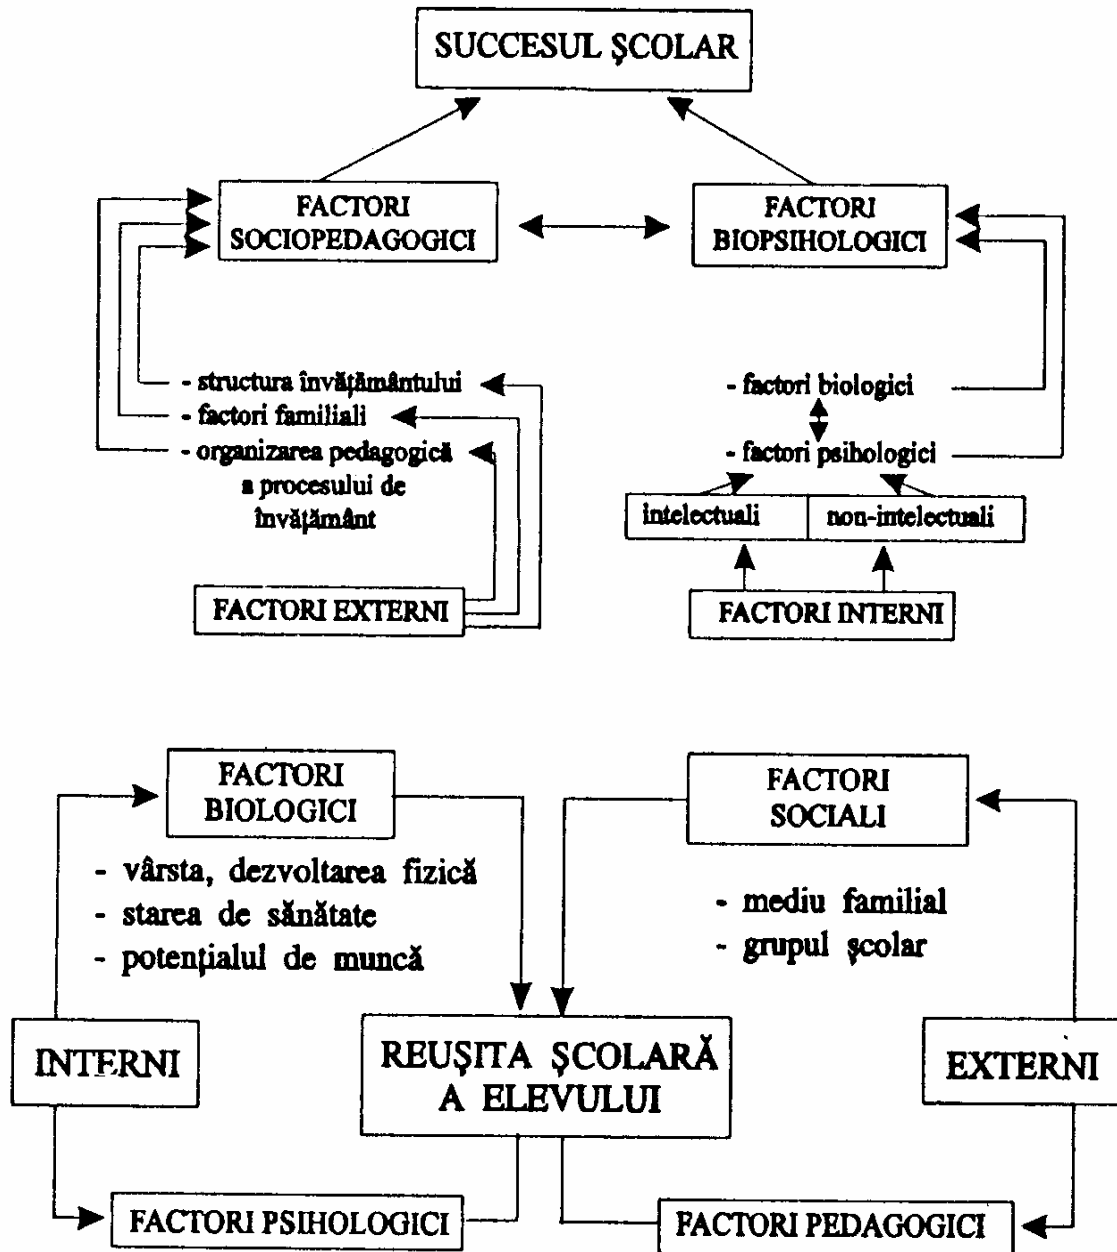 SUCCESUL ŞCOLAR
FACTORI
SOCIOPEDAGOGICI
FACTORI
BIOPSIHOLOGICI
- structura învăţământului
- factori familiali
- organizarea pedagogică
a procesului de
învăţământ
- factori biologici
- factori psihologici
intelectuali
non-intelectuali
FACTORI EXTERNI
FACTORI INTERNI
FACTORI
BIOLOGICI
- vârsta, dezvoltarea fizică
- starea de sănătate
- potenţialul de muncă
FACTORI
SOCIALI
- mediu familial
- grupul şcolar
INTERNI
REUŞITA ŞCOLARĂ
A ELEVULUI
EXTERNI
FACTORI PSIHOLOGICI
FACTORI PEDAGOGICI